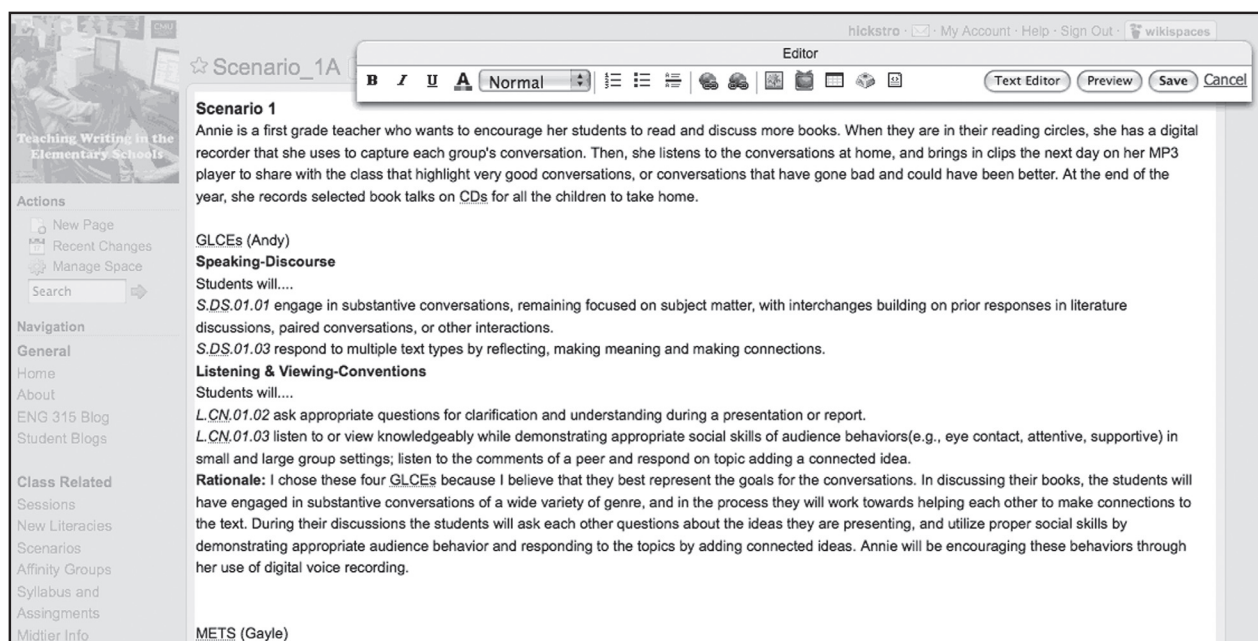 CMU
hickstro · My Account · Help · Sign Out · wikispaces
Editor
Scenario_1A
B I U A Normal Text Editor Preview Save Cancel
Teaching Writing in the
Elementary Schools
Actions
New Page
Recent Changes
Manage Space
Search
Navigation
General
Home
About
ENG 315 Blog
Student Blogs
Class Related
Sessions
New Literacies
Scenarios
Affinity Groups
Syllabus and
Assingments
Midtier Info
Scenario 1
Annie is a first grade teacher who wants to encourage her students to read and discuss more books. When they are in their reading circles, she has a digital
recorder that she uses to capture each group's conversation. Then, she listens to the conversations at home, and brings in clips the next day on her MP3
player to share with the class that highlight very good conversations, or conversations that have gone bad and could have been better. At the end of the
year, she records selected book talks on CDs for all the children to take home.
GLCEs (Andy)
Speaking-Discourse
Students will....
S.DS.01.01 engage in substantive conversations, remaining focused on subject matter, with interchanges building on prior responses in literature
discussions, paired conversations, or other interactions.
S.DS.01.03 respond to multiple text types by reflecting, making meaning and making connections.
Listening & Viewing-Conventions
Students will....
L.CN.01.02 ask appropriate questions for clarification and understanding during a presentation or report.
L.CN.01.03 listen to or view knowledgeably while demonstrating appropriate social skills of audience behaviors(e.g., eye contact, attentive, supportive) in
small and large group settings; listen to the comments of a peer and respond on topic adding a connected idea.
Rationale: I chose these four GLCEs because I believe that they best represent the goals for the conversations. In discussing their books, the students will
have engaged in substantive conversations of a wide variety of genre, and in the process they will work towards helping each other to make connections to
the text. During their discussions the students will ask each other questions about the ideas they are presenting, and utilize proper social skills by
demonstrating appropriate audience behavior and responding to the topics by adding connected ideas. Annie will be encouraging these behaviors through
her use of digital voice recording.
METS (Gayle)